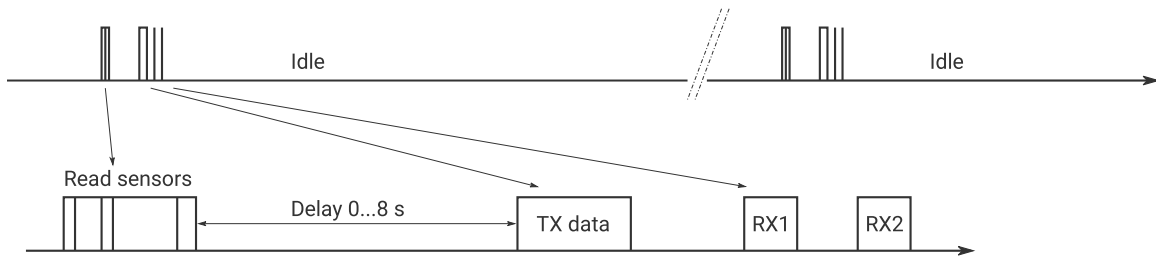 Idle
Idle
Read sensors
Delay 0...8 s
TX data
RX1
RX2